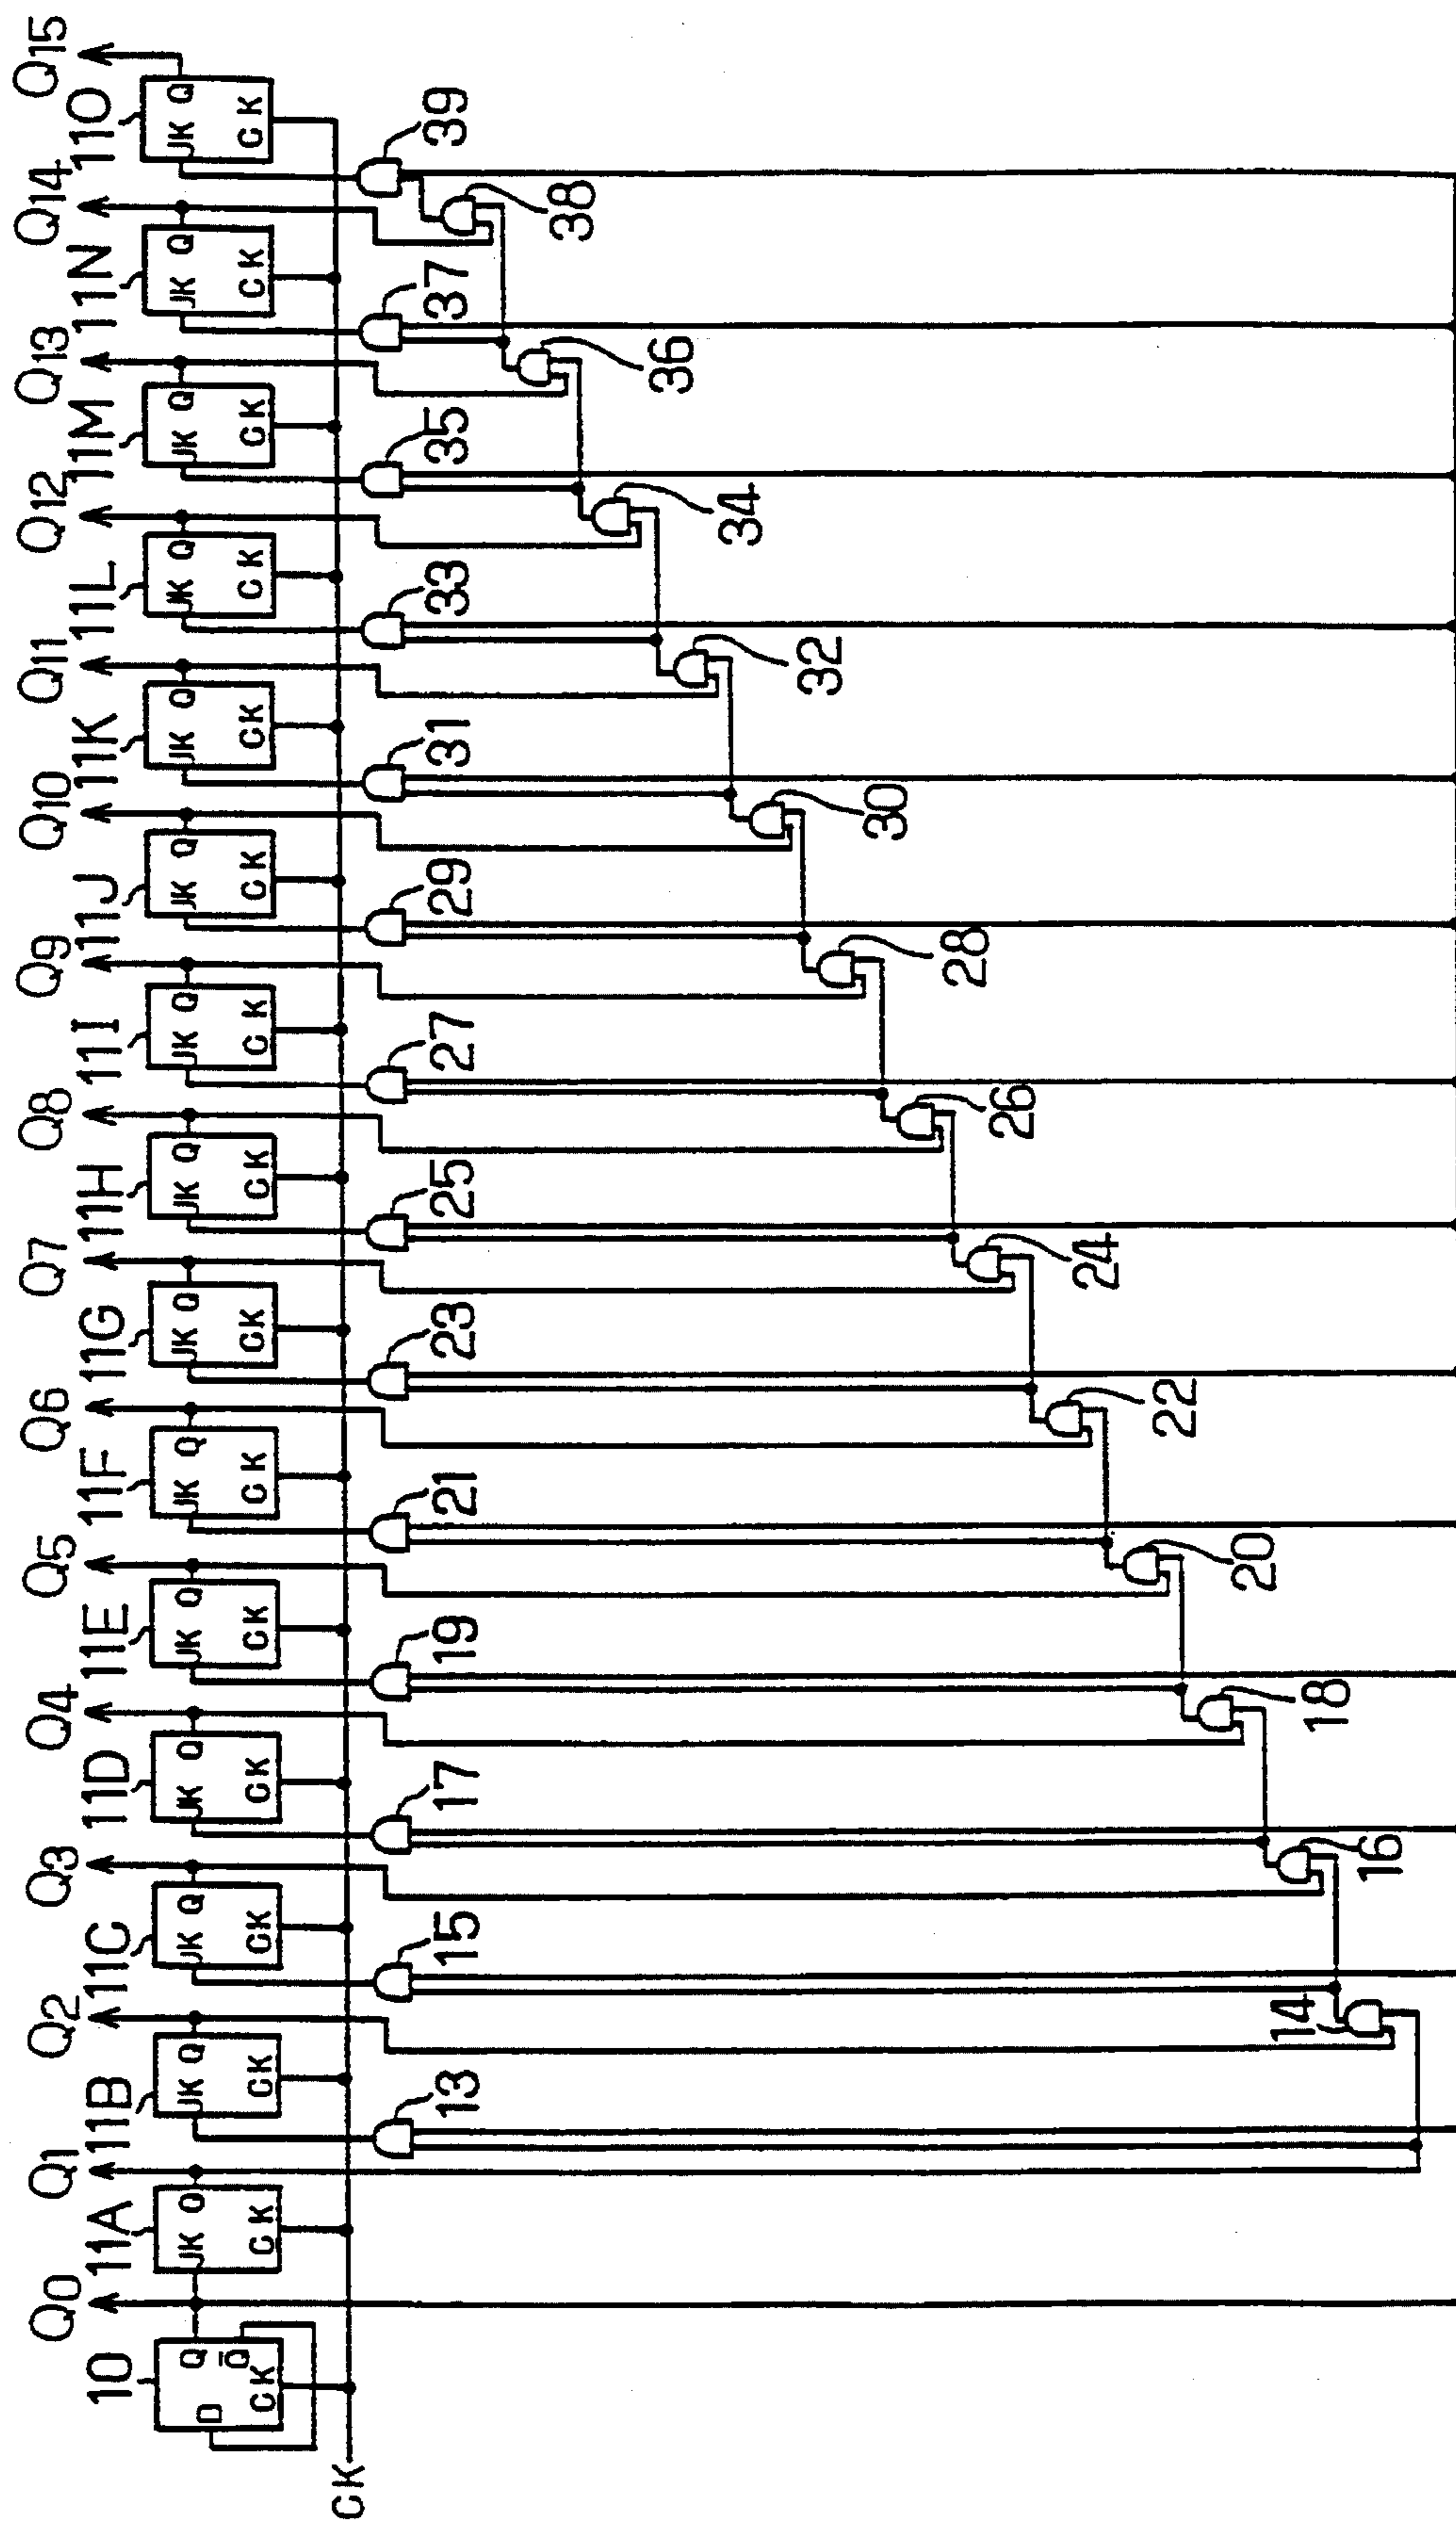 Q0 Q1 Q2 Q3 Q4 Q5 Q6 Q7 Q8 Q9 Q10 Q11 Q12 Q13 Q14 Q15
10 11A 11B 11C 11D 11E 11F 11G 11H 11I 11J 11K 11L 11M 11N 11O
D Q JK Q JK Q JK Q JK Q JK Q JK Q JK Q JK Q JK Q JK Q JK Q JK Q JK Q JK Q JK Q
Q̅
CK CK CK CK CK CK CK CK CK CK CK CK CK CK CK CK
CK
13 15 17 19 21 23 25 27 29 31 33 35 37 39
38
36
34
32
30
28
26
24
22
20
18
16
14